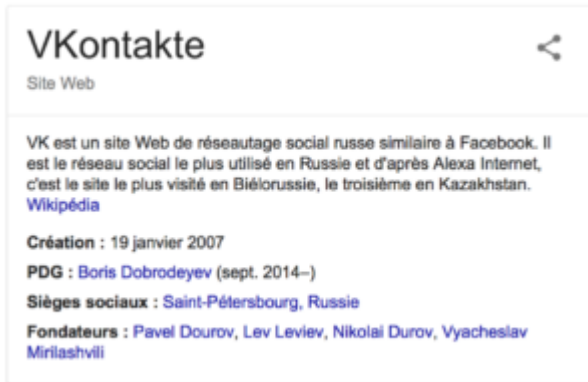 VKontakte
Site Web
VK est un site Web de réseautage social russe similaire à Facebook. Il
est le réseau social le plus utilisé en Russie et d'après Alexa Internet,
c'est le site le plus visité en Biélorussie, le troisième en Kazakhstan.
Wikipédia
Création : 19 janvier 2007
PDG : Boris Dobrodeyev (sept. 2014–)
Sièges sociaux : Saint-Pétersbourg, Russie
Fondateurs : Pavel Dourov, Lev Leviev, Nikolai Durov, Vyacheslav
Mirilashvili